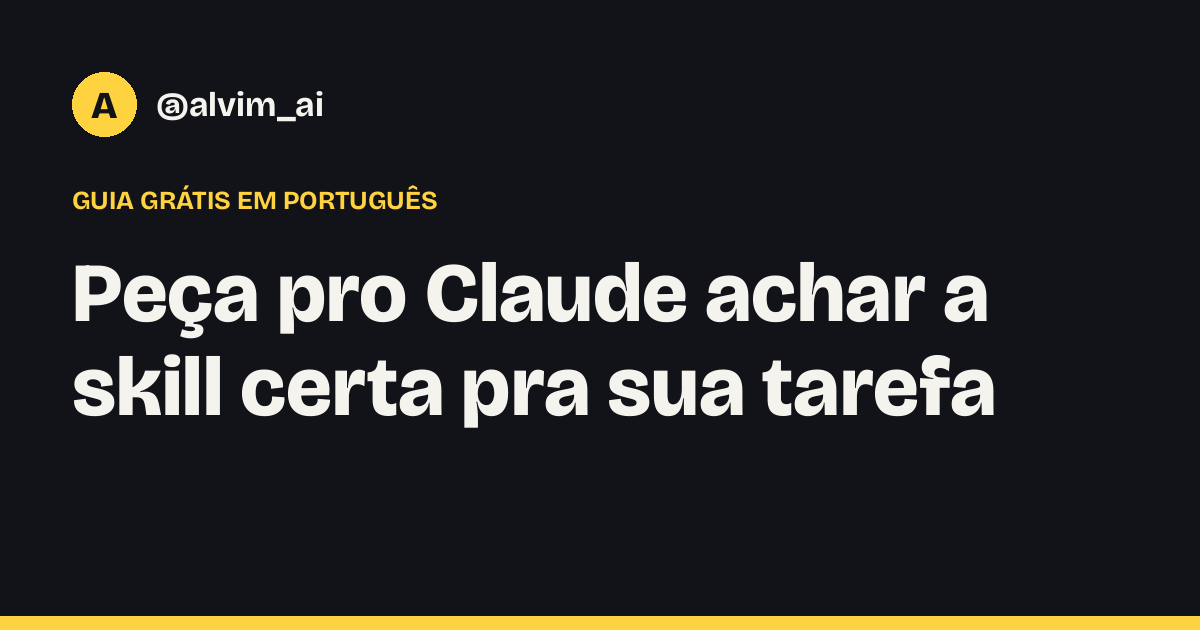 A
@alvim_ai
GUIA GRÁTIS EM PORTUGUÊS
Peça pro Claude achar a
skill certa pra sua tarefa